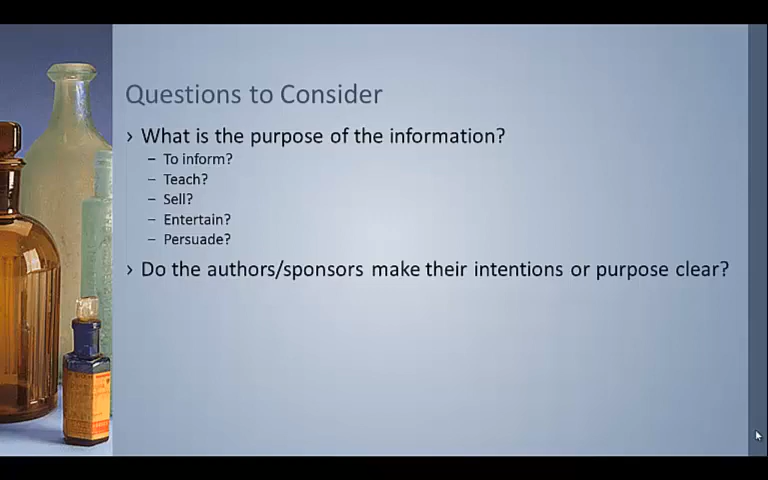 Questions to Consider
› What is the purpose of the information?
– To inform?
– Teach?
– Sell?
– Entertain?
– Persuade?
› Do the authors/sponsors make their intentions or purpose clear?